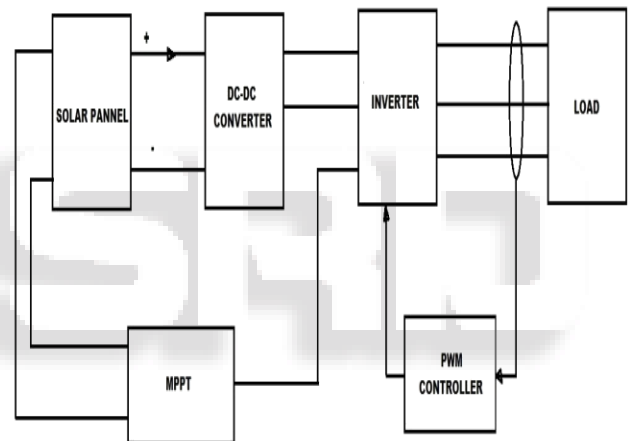 +
-
SOLAR PANNEL
DC-DC
CONVERTER
INVERTER
LOAD
MPPT
PWM
CONTROLLER